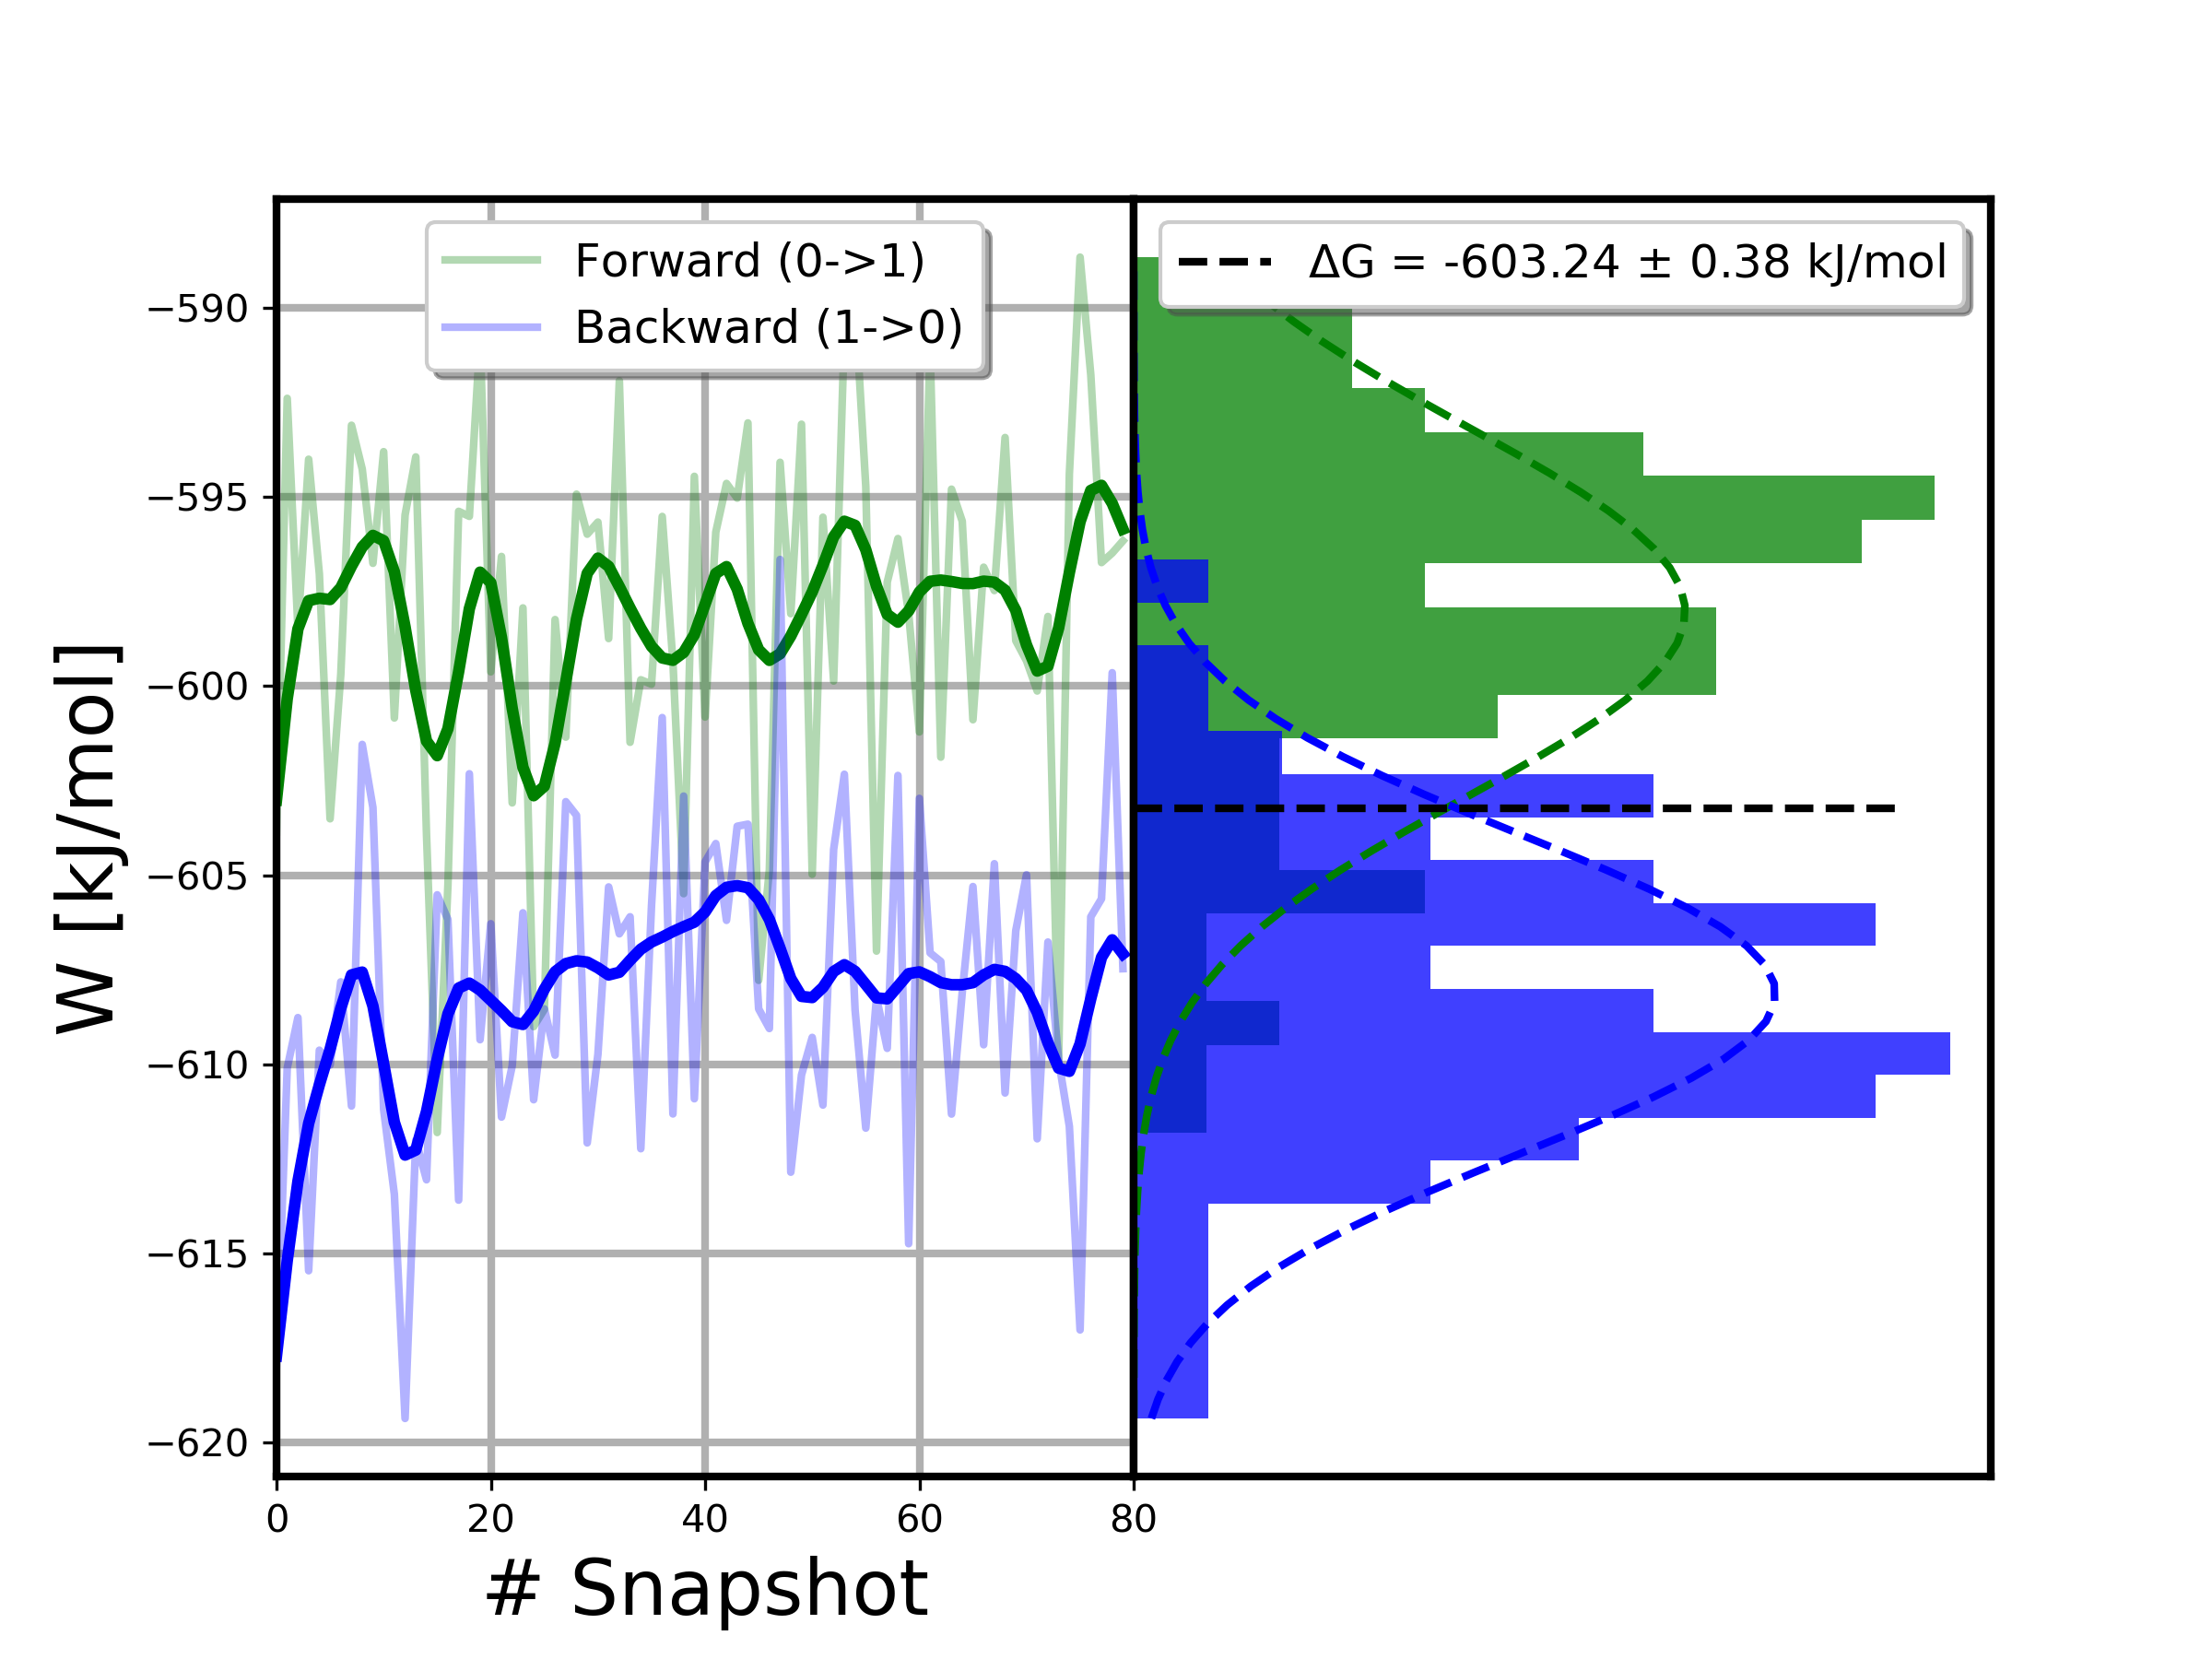 Forward (0->1)
Backward (1->0)
ΔG = -603.24 ± 0.38 kJ/mol
W [kJ/mol]
−590
−595
−600
−605
−610
−615
−620
0 20 40 60 80
# Snapshot